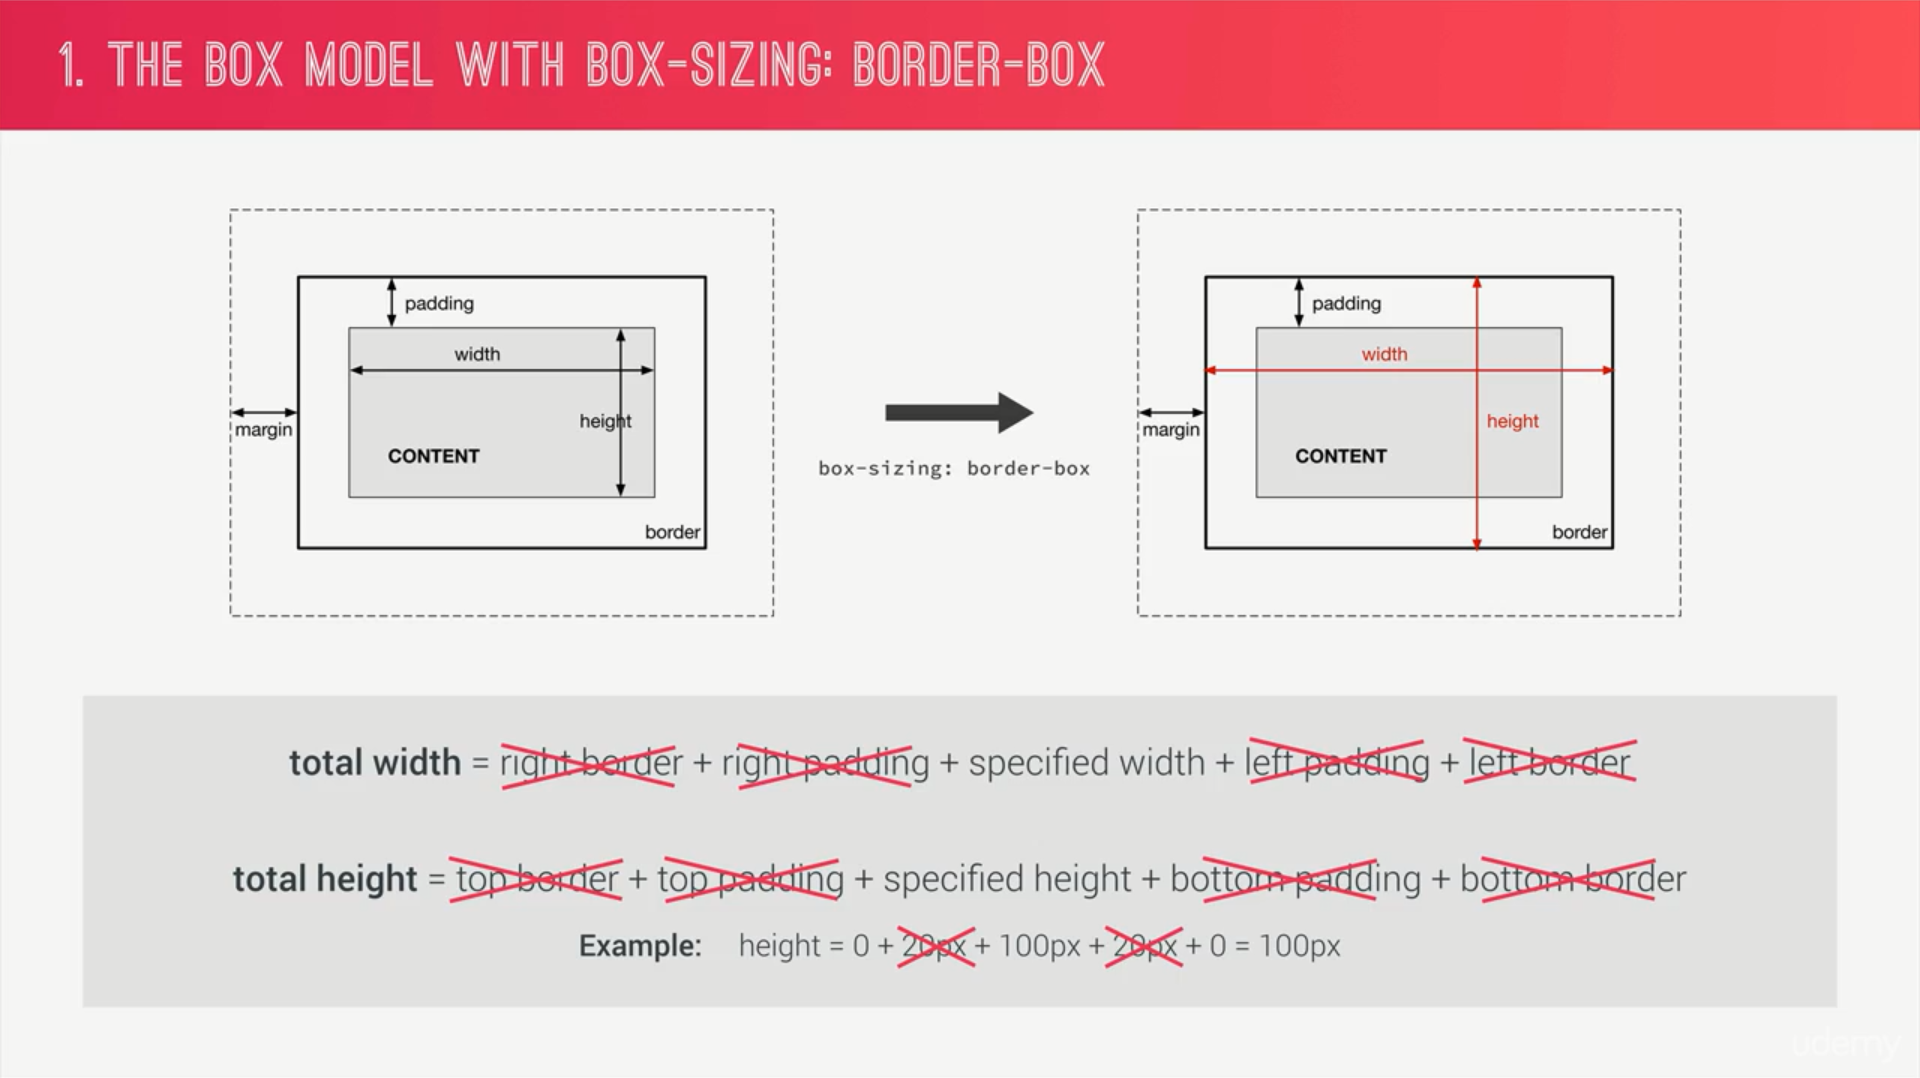 1. THE BOX MODEL WITH BOX-SIZING: BORDER-BOX
padding
width
height
margin
CONTENT
border
box-sizing: border-box
padding
width
height
margin
CONTENT
border
total width = right border + right padding + specified width + left padding + left border
total height = top border + top padding + specified height + bottom padding + bottom border
Example: height = 0 + 20px + 100px + 20px + 0 = 100px
udemy